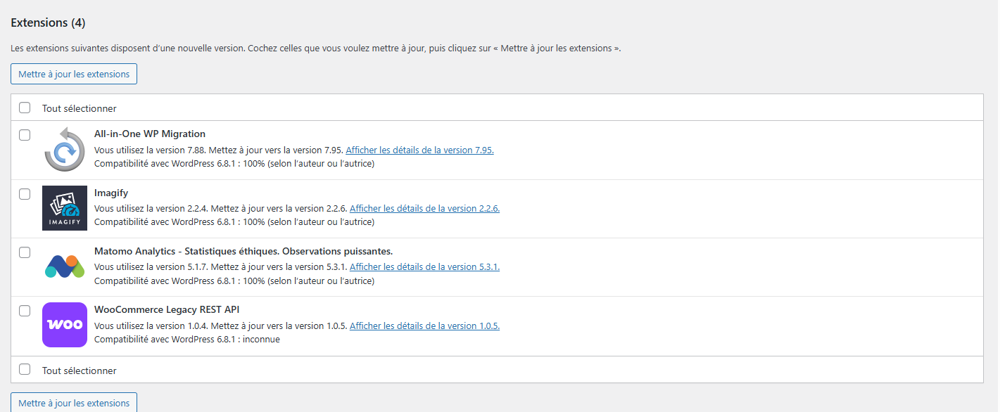 Extensions (4)
Les extensions suivantes disposent d’une nouvelle version. Cochez celles que vous voulez mettre à jour, puis cliquez sur « Mettre à jour les extensions ».
Mettre à jour les extensions
Tout sélectionner
All-in-One WP Migration
Vous utilisez la version 7.88. Mettez à jour vers la version 7.95. Afficher les détails de la version 7.95.
Compatibilité avec WordPress 6.8.1 : 100% (selon l’auteur ou l’autrice)
IMAGIFY
Imagify
Vous utilisez la version 2.2.4. Mettez à jour vers la version 2.2.6. Afficher les détails de la version 2.2.6.
Compatibilité avec WordPress 6.8.1 : 100% (selon l’auteur ou l’autrice)
Matomo Analytics - Statistiques éthiques. Observations puissantes.
Vous utilisez la version 5.1.7. Mettez à jour vers la version 5.3.1. Afficher les détails de la version 5.3.1.
Compatibilité avec WordPress 6.8.1 : 100% (selon l’auteur ou l’autrice)
woo
WooCommerce Legacy REST API
Vous utilisez la version 1.0.4. Mettez à jour vers la version 1.0.5. Afficher les détails de la version 1.0.5.
Compatibilité avec WordPress 6.8.1 : inconnue
Tout sélectionner
Mettre à jour les extensions